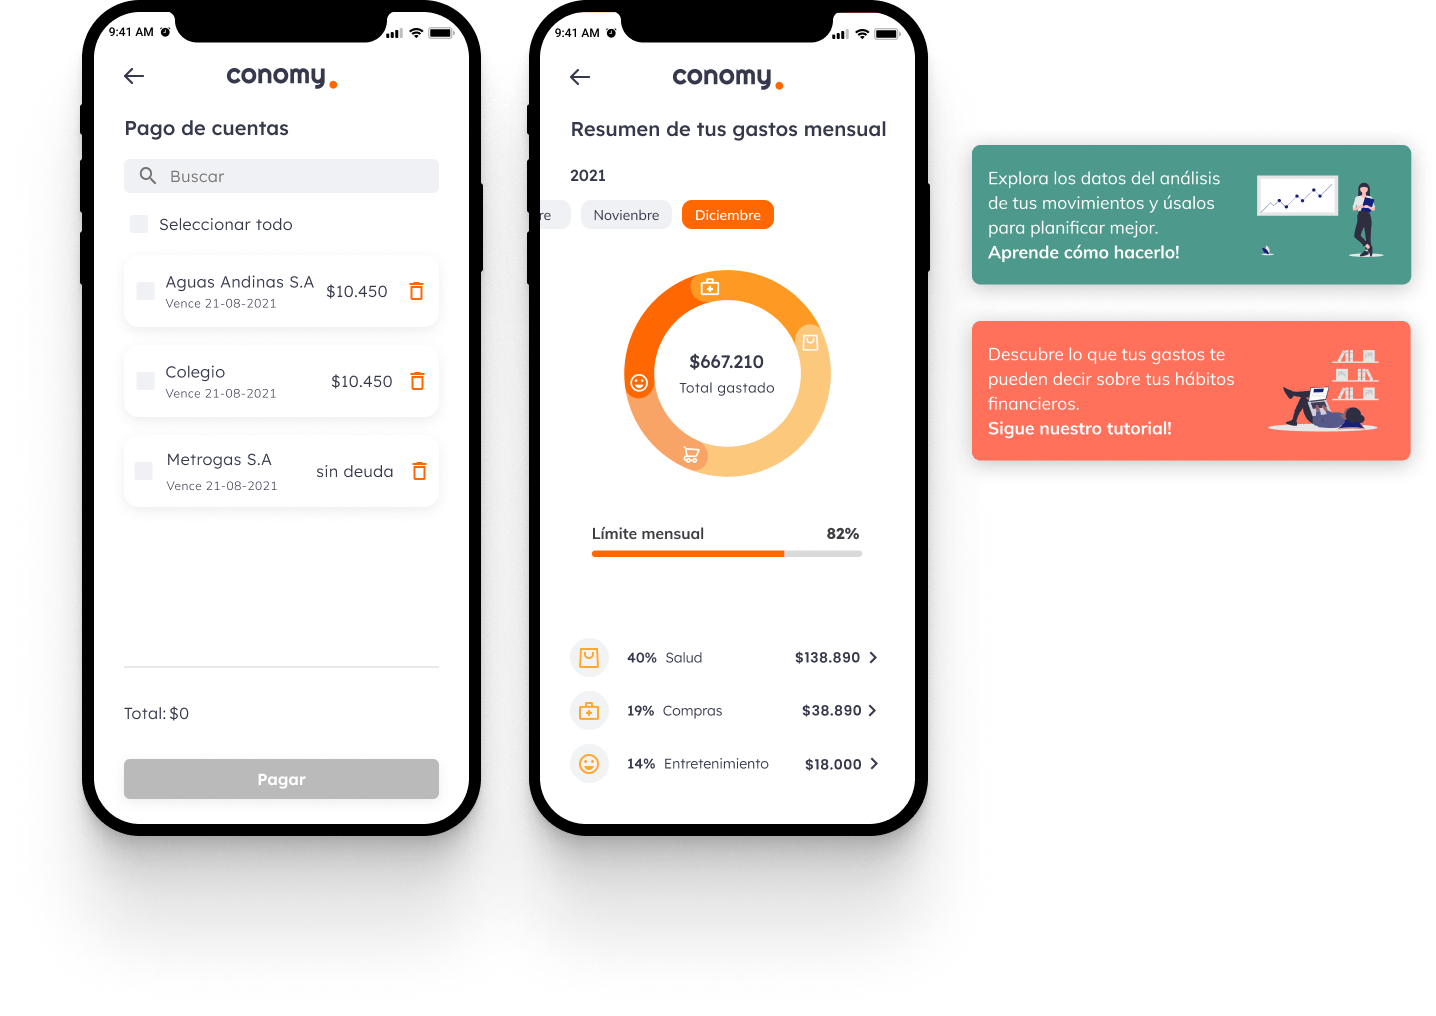 9:41 AM
conomy.
Pago de cuentas
Buscar
Seleccionar todo
Aguas Andinas S.A
$10.450
Vence 21-08-2021
Colegio
$10.450
Vence 21-08-2021
Metrogas S.A
sin deuda
Vence 21-08-2021
Total: $0
Pagar
9:41 AM
conomy.
Resumen de tus gastos mensual
2021
re
Novienbre
Diciembre
$667.210
Total gastado
Límite mensual
82%
40% Salud $138.890
19% Compras $38.890
14% Entretenimiento $18.000
Explora los datos del análisis
de tus movimientos y úsalos
para planificar mejor.
Aprende cómo hacerlo!
Descubre lo que tus gastos te
pueden decir sobre tus hábitos
financieros.
Sigue nuestro tutorial!